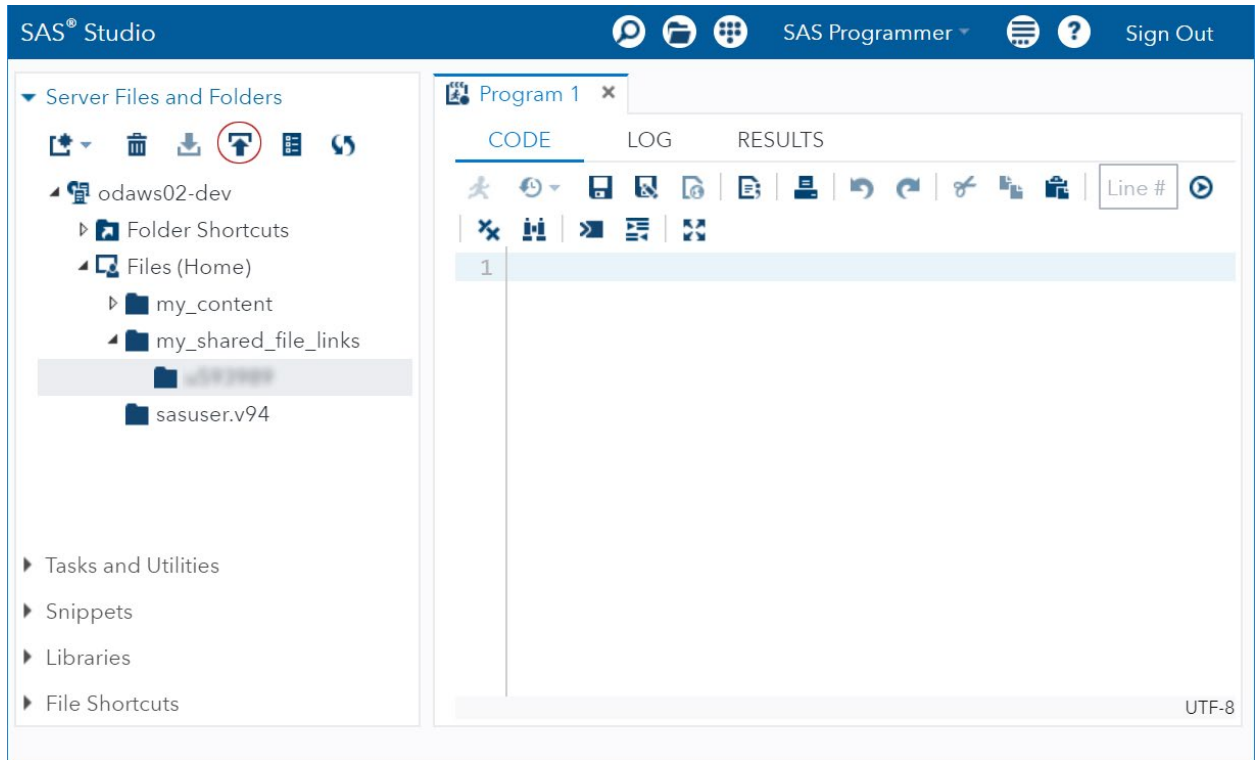 SAS® Studio
SAS Programmer
Sign Out
Server Files and Folders
odaws02-dev
Folder Shortcuts
Files (Home)
my_content
my_shared_file_links
sasuser.v94
Tasks and Utilities
Snippets
Libraries
File Shortcuts
Program 1
CODE LOG RESULTS
Line #
1
UTF-8